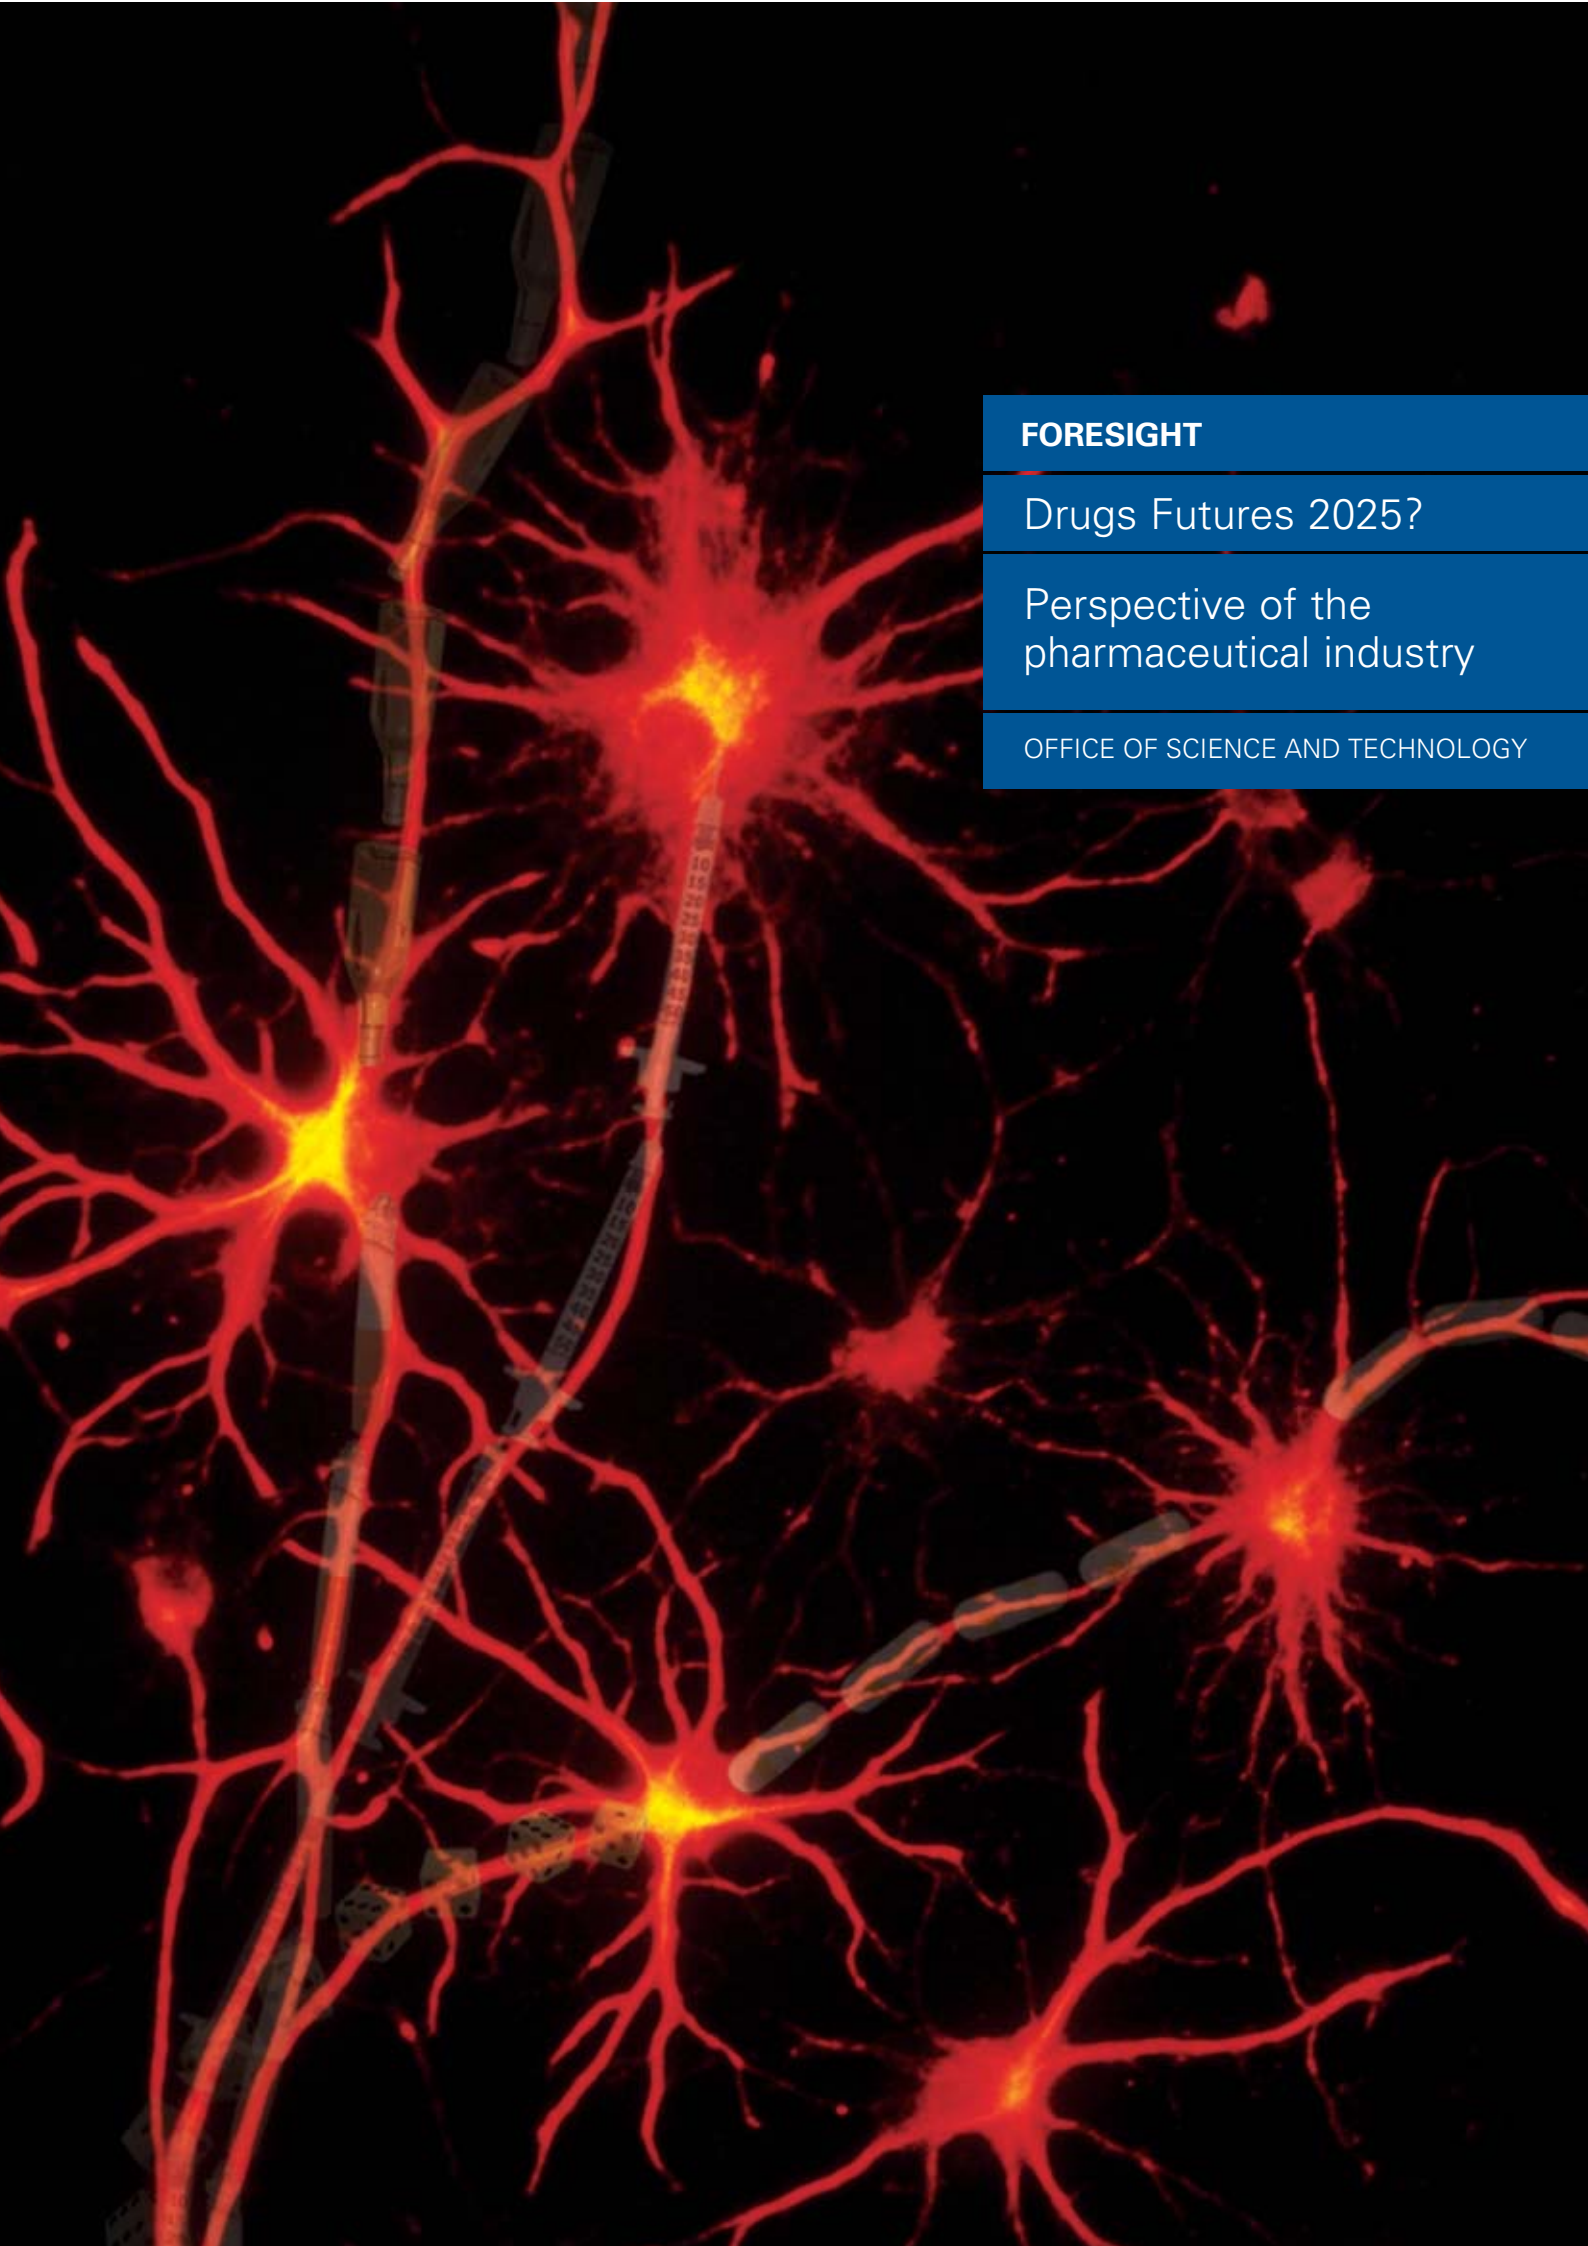 FORESIGHT
Drugs Futures 2025?
Perspective of the
pharmaceutical industry
OFFICE OF SCIENCE AND TECHNOLOGY